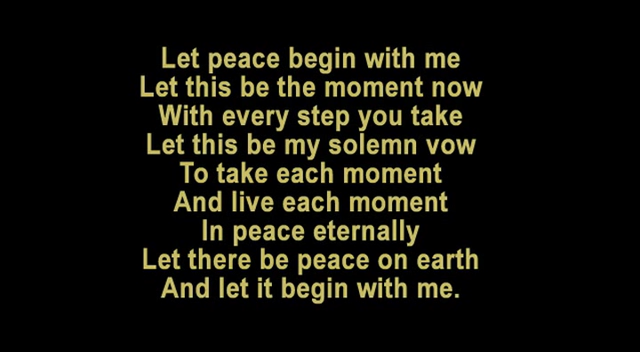 Let peace begin with me
Let this be the moment now
With every step you take
Let this be my solemn vow
To take each moment
And live each moment
In peace eternally
Let there be peace on earth
And let it begin with me.